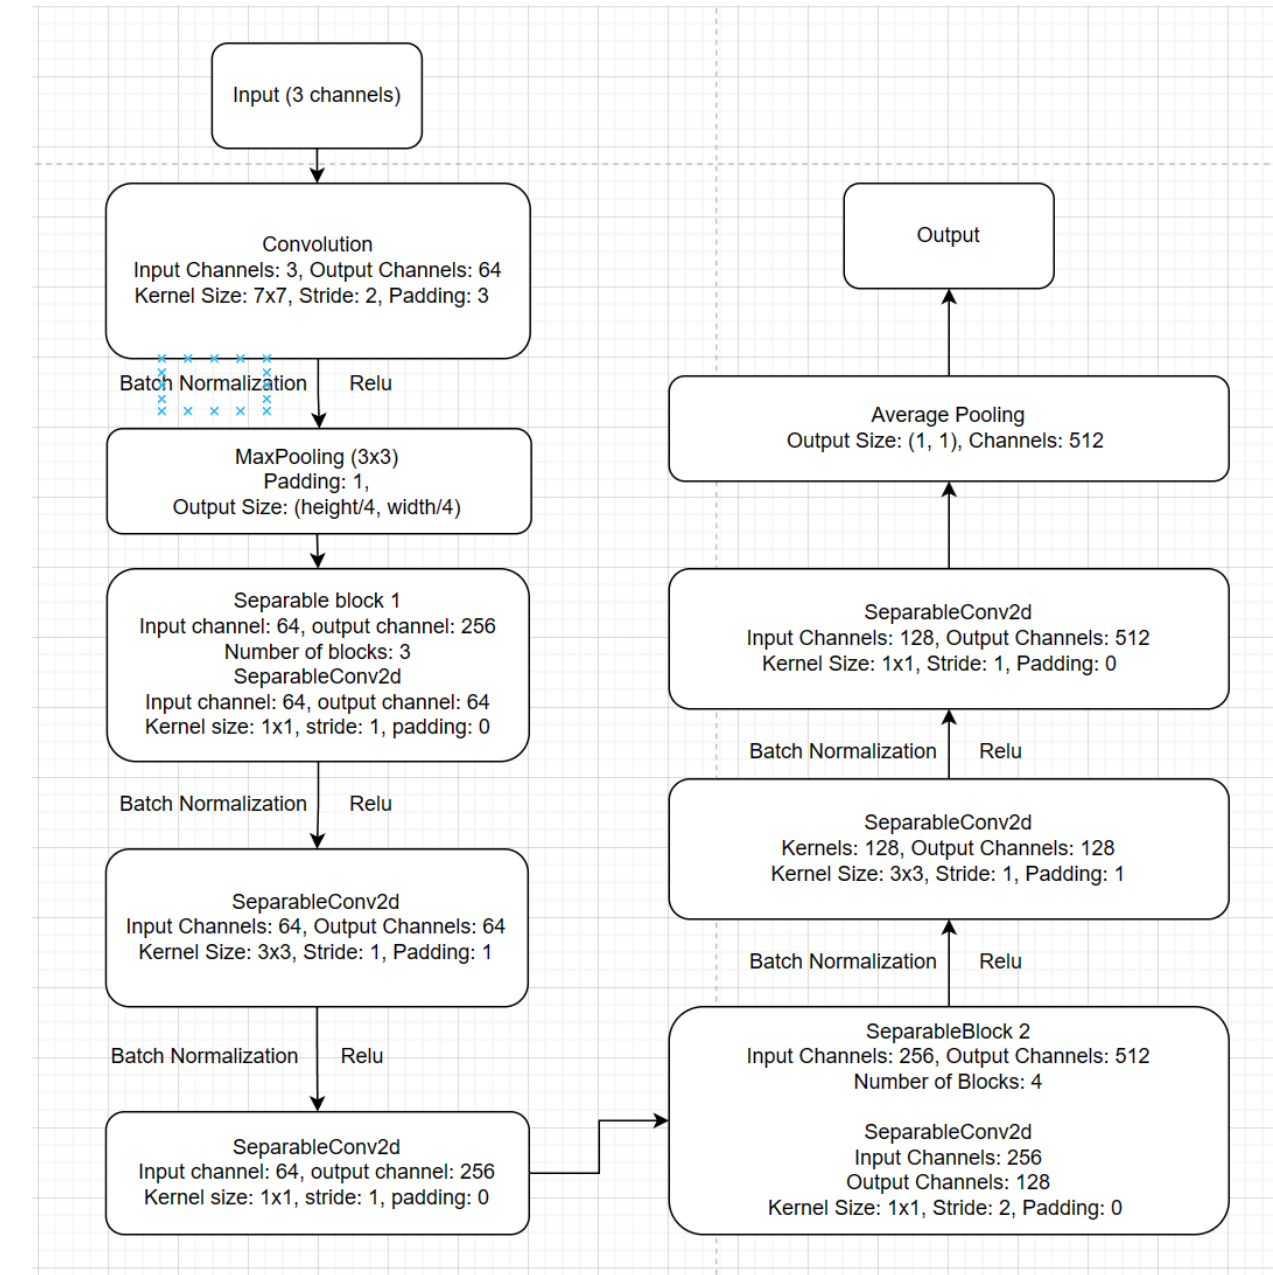 Input (3 channels)
Convolution
Input Channels: 3, Output Channels: 64
Kernel Size: 7x7, Stride: 2, Padding: 3
Batch Normalization Relu
MaxPooling (3x3)
Padding: 1,
Output Size: (height/4, width/4)
Separable block 1
Input channel: 64, output channel: 256
Number of blocks: 3
SeparableConv2d
Input channel: 64, output channel: 64
Kernel size: 1x1, stride: 1, padding: 0
Batch Normalization Relu
SeparableConv2d
Input Channels: 64, Output Channels: 64
Kernel Size: 3x3, Stride: 1, Padding: 1
Batch Normalization Relu
SeparableConv2d
Input channel: 64, output channel: 256
Kernel size: 1x1, stride: 1, padding: 0
SeparableBlock 2
Input Channels: 256, Output Channels: 512
Number of Blocks: 4
SeparableConv2d
Input Channels: 256
Output Channels: 128
Kernel Size: 1x1, Stride: 2, Padding: 0
Batch Normalization Relu
SeparableConv2d
Kernels: 128, Output Channels: 128
Kernel Size: 3x3, Stride: 1, Padding: 1
Batch Normalization Relu
SeparableConv2d
Input Channels: 128, Output Channels: 512
Kernel Size: 1x1, Stride: 1, Padding: 0
Average Pooling
Output Size: (1, 1), Channels: 512
Output